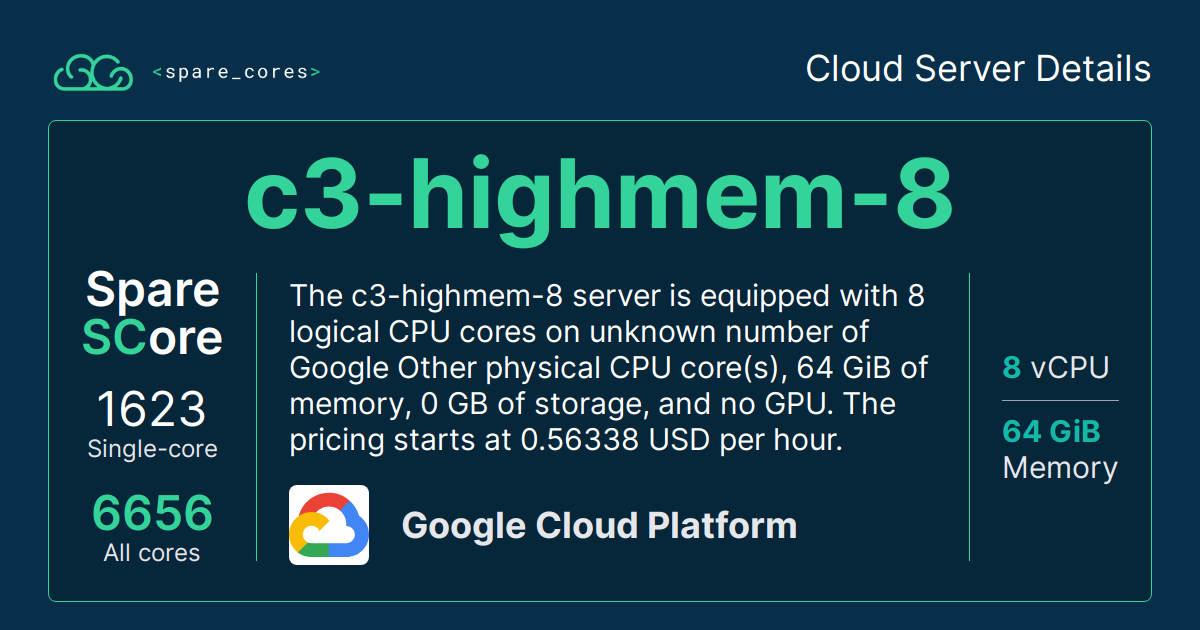 <spare_cores>
Cloud Server Details
c3-highmem-8
Spare
SCore
1623
Single-core
6656
All cores
The c3-highmem-8 server is equipped with 8
logical CPU cores on unknown number of
Google Other physical CPU core(s), 64 GiB of
memory, 0 GB of storage, and no GPU. The
pricing starts at 0.56338 USD per hour.
Google Cloud Platform
8 vCPU
64 GiB
Memory